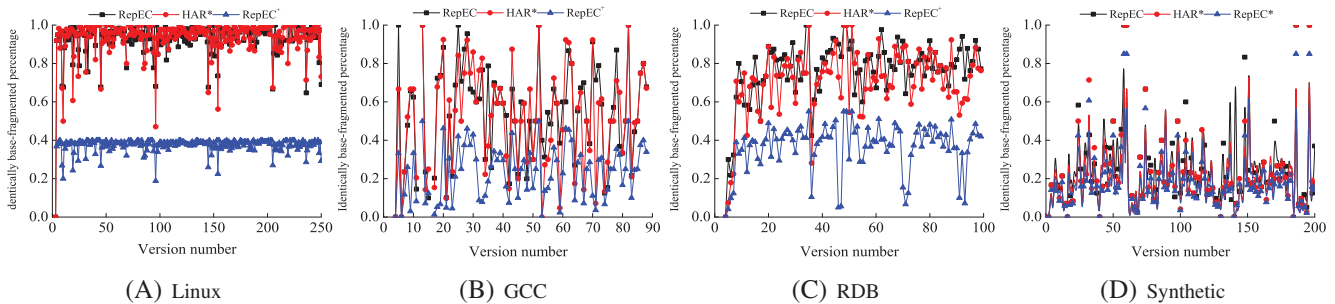 RepEC HAR* RepEC+
dentically base-fragmented percentage
1.0
0.8
0.6
0.4
0.2
0.0
0 50 100 150 200 250
Version number
(A) Linux
RepEC HAR* RepEC+
Identically base-fragmented percentage
1.0
0.8
0.6
0.4
0.2
0.0
0 10 20 30 40 50 60 70 80 90
Version number
(B) GCC
RepEC HAR* RepEC+
Identically base-fragmented percentage
1.0
0.8
0.6
0.4
0.2
0.0
0 20 40 60 80 100
Version number
(C) RDB
RepEC HAR* RepEC*
Identically base-fragmented percentage
1.0
0.8
0.6
0.4
0.2
0.0
0 50 100 150 200
Version number
(D) Synthetic